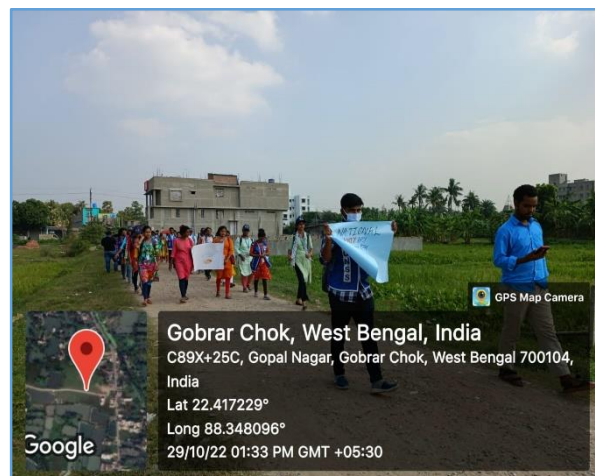 NATIONAL
GPS Map Camera
Gobrar Chok, West Bengal, India
C89X+25C, Gopal Nagar, Gobrar Chok, West Bengal 700104,
India
Lat 22.417229°
Long 88.348096°
29/10/22 01:33 PM GMT +05:30
Google